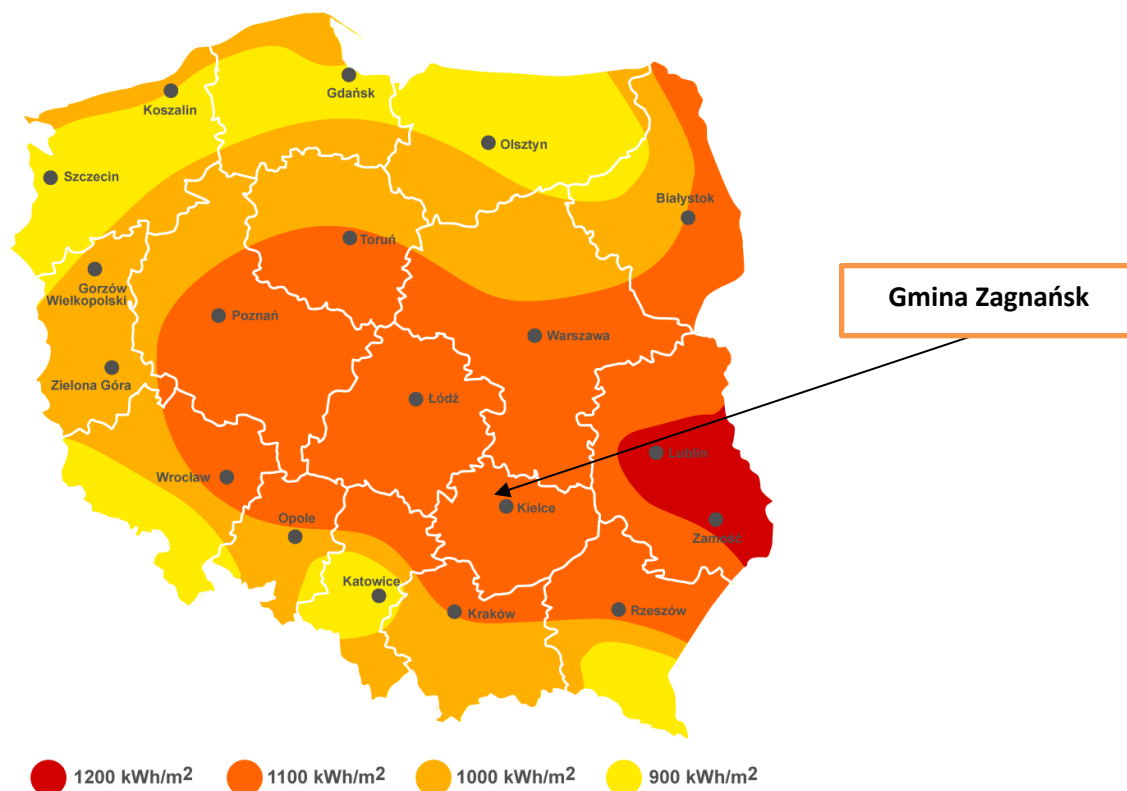 Gdańsk
Koszalin
Olsztyn
Szczecin
Białystok
Toruń
Gorzów
Wielkopolski
Gmina Zagnańsk
Poznań
Warszawa
Zielona Góra
Łódź
Lublin
Wrocław
Kielce
Opole
Zamość
Katowice
Kraków
Rzeszów
1200 kWh/m²
1100 kWh/m²
1000 kWh/m²
900 kWh/m²